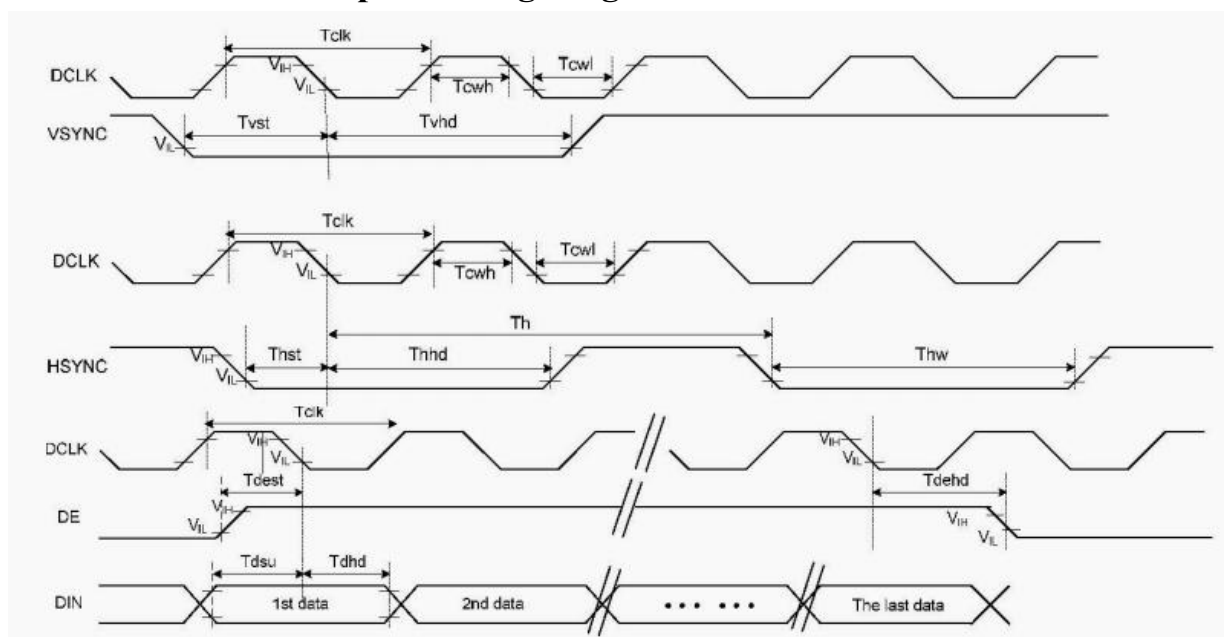 Tclk
DCLK VIH Tcwl
VIL Tcwh
Tvst Tvhd
VSYNC VIL
Tclk
VIH Tcwl
DCLK VIL Tcwh
Th
VIH Thst Thhd Thw
HSYNC VIL
Tclk
DCLK VIH VIH
VIL VIL
Tdest Tdehd
DE VIH VIH
VIL VIL
Tdsu Tdhd
DIN 1st data 2nd data ... ... The last data